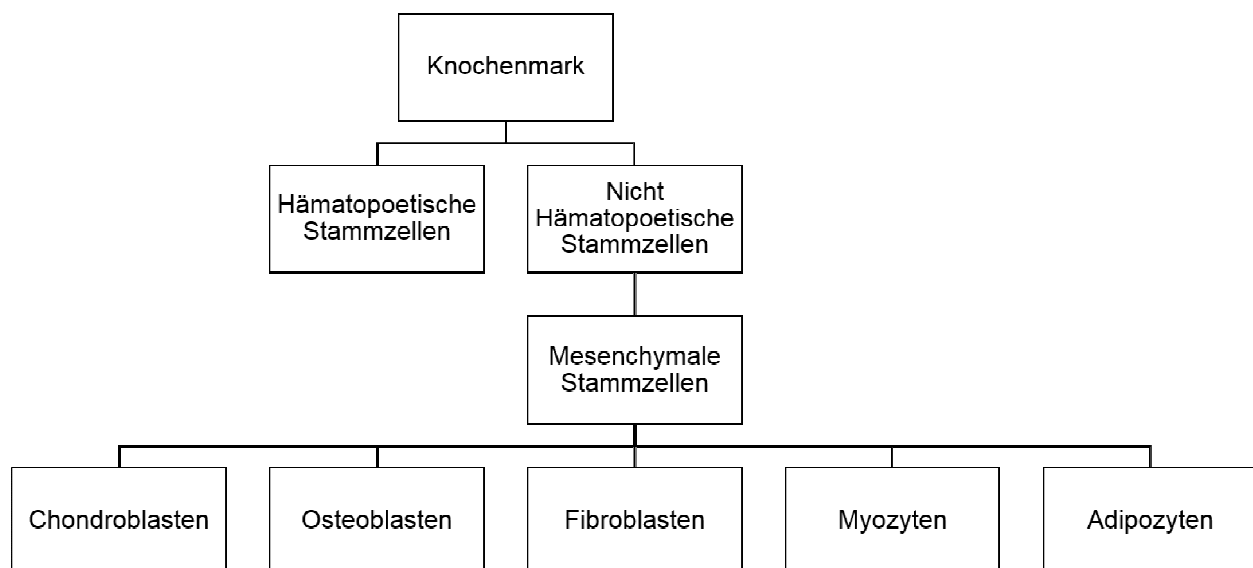 Knochenmark
Hämatopoetische
Stammzellen
Nicht
Hämatopoetische
Stammzellen
Mesenchymale
Stammzellen
Chondroblasten
Osteoblasten
Fibroblasten
Myozyten
Adipozyten